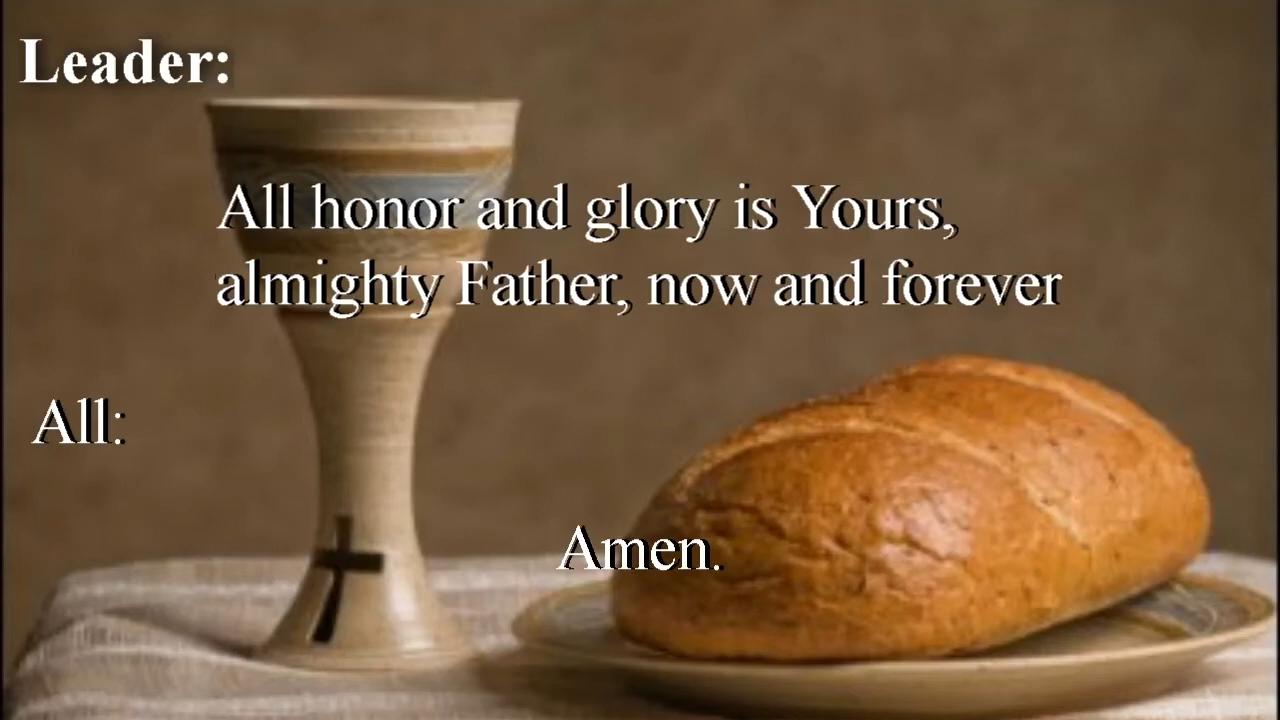 Leader:
All honor and glory is Yours,
almighty Father, now and forever
All:
Amen.